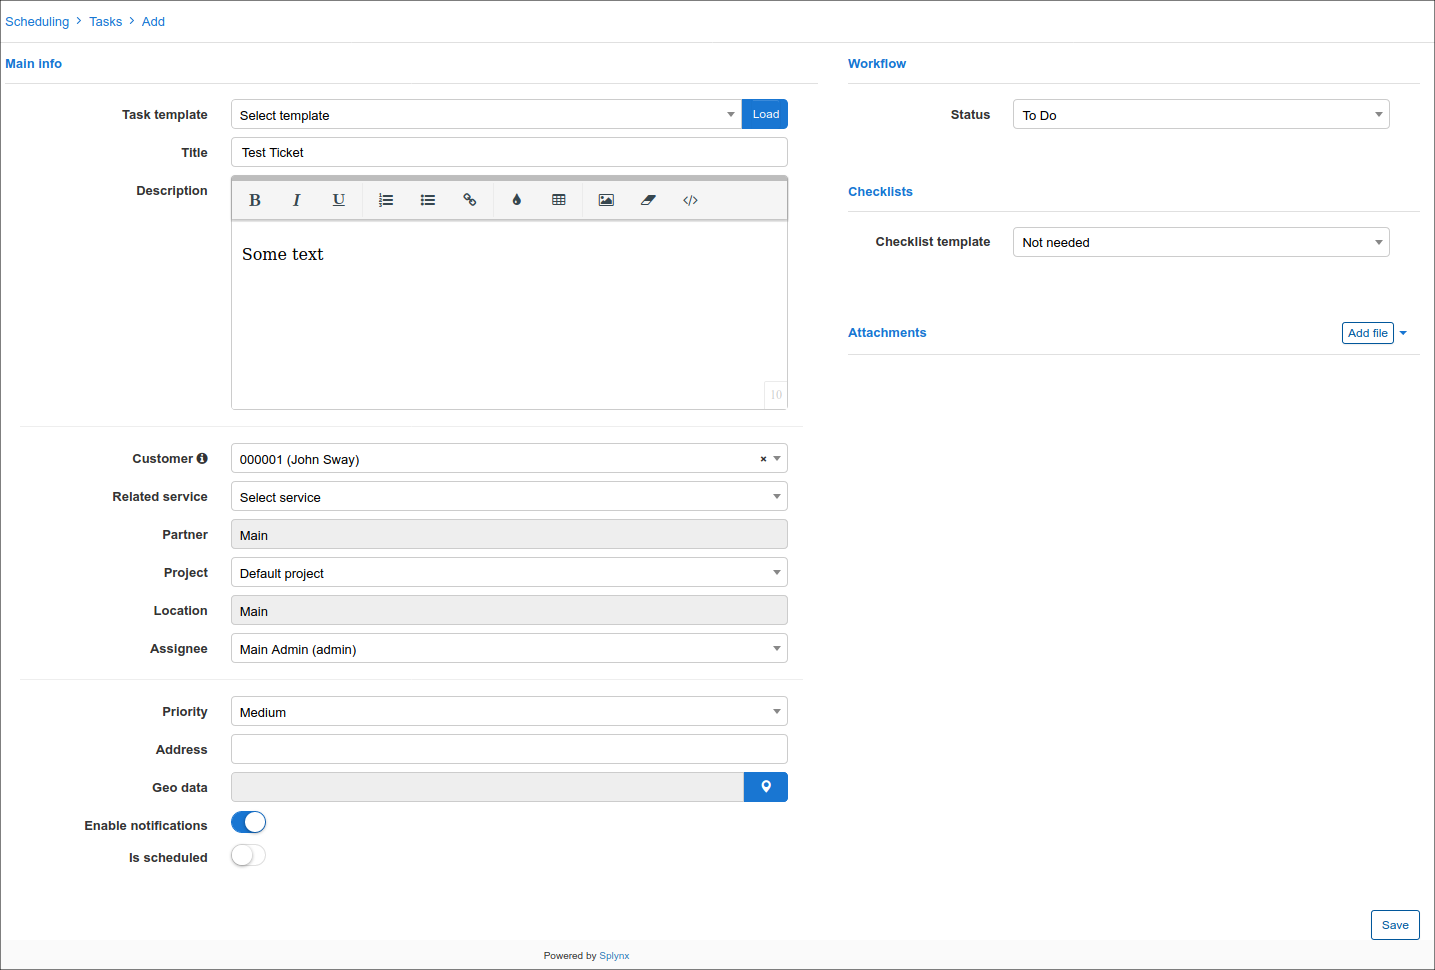 Scheduling > Tasks > Add
Main info
Task template Select template Load
Title Test Ticket
Description B I U
Some text
10
Customer 000001 (John Sway) ×
Related service Select service
Partner Main
Project Default project
Location Main
Assignee Main Admin (admin)
Priority Medium
Address
Geo data
Enable notifications
Is scheduled
Workflow
Status To Do
Checklists
Checklist template Not needed
Attachments Add file
Save
Powered by Splynx